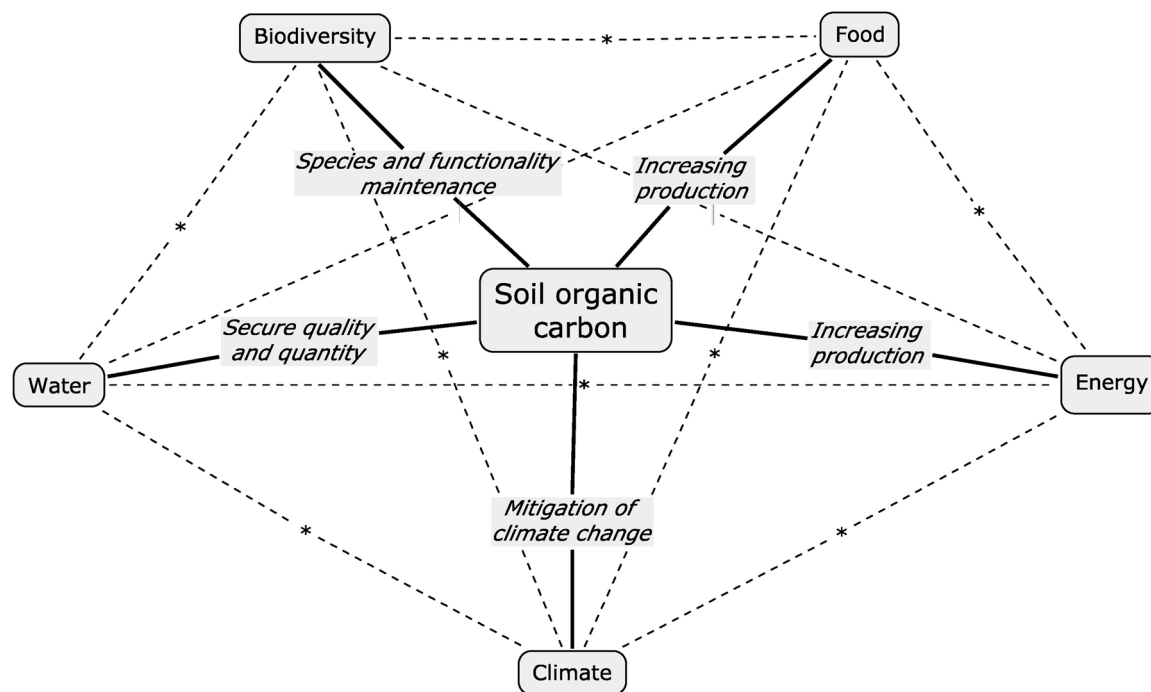 Biodiversity
*
Food
Species and functionality
maintenance
Increasing
production
*
*
Soil organic
carbon
Secure quality
and quantity
*
*
Increasing
production
Water
*
Energy
Mitigation of
climate change
*
*
Climate